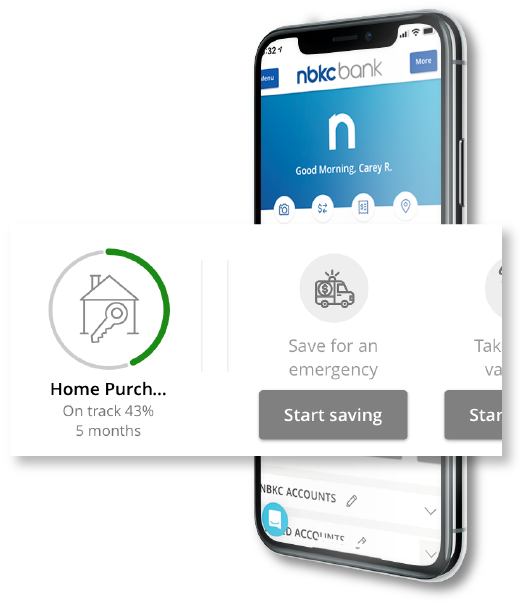 :32
Menu
nbkc bank
More
n
Good Morning, Carey R.
Home Purch...
On track 43%
5 months
Save for an
emergency
Start saving
Tak
va
Star
NBKC ACCOUNTS
ED ACCOUNTS